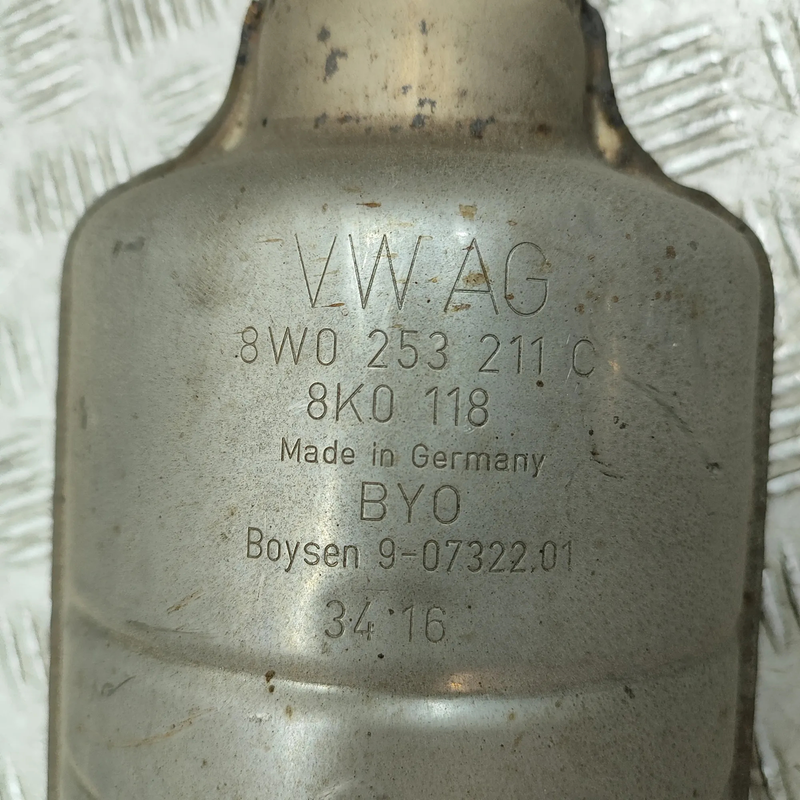 VW AG
8W0 253 211 C
8K0 118
Made in Germany
BYO
Boysen 9-07322.01
34 16